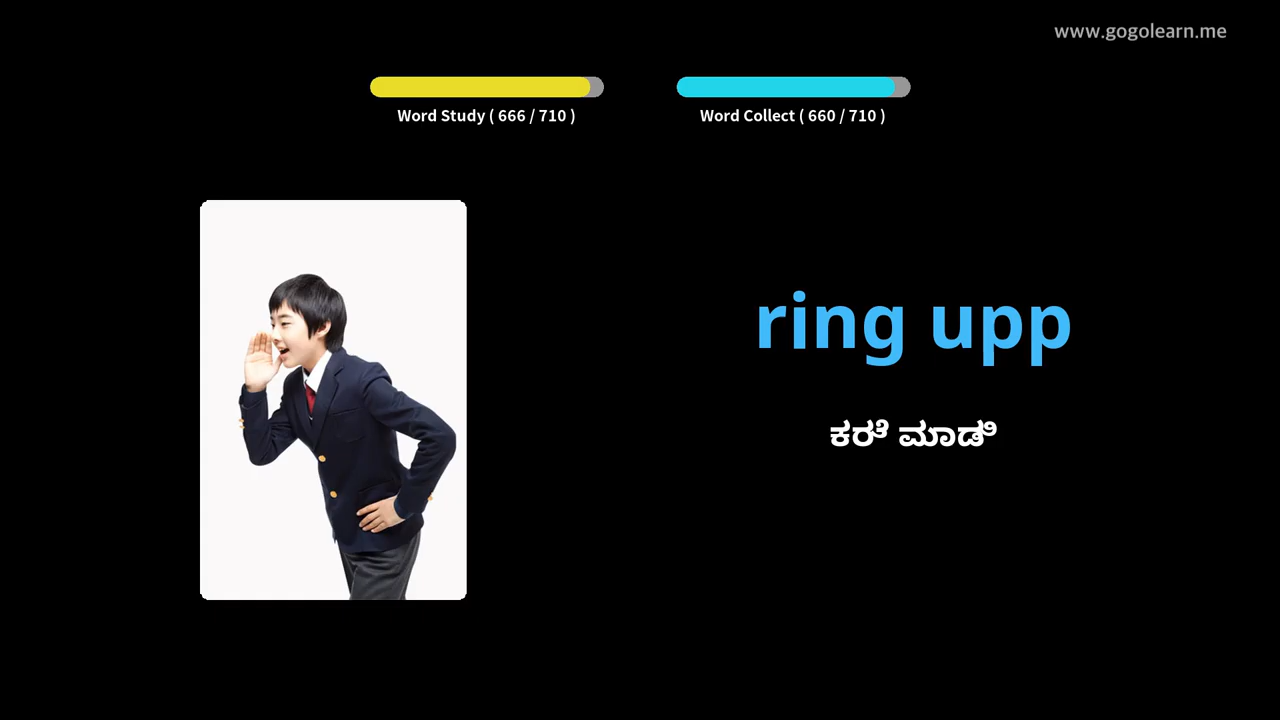 www.gogolearn.me
Word Study ( 666 / 710 )
Word Collect ( 660 / 710 )
ring upp
ಕರೆ ಮಾಡಿ